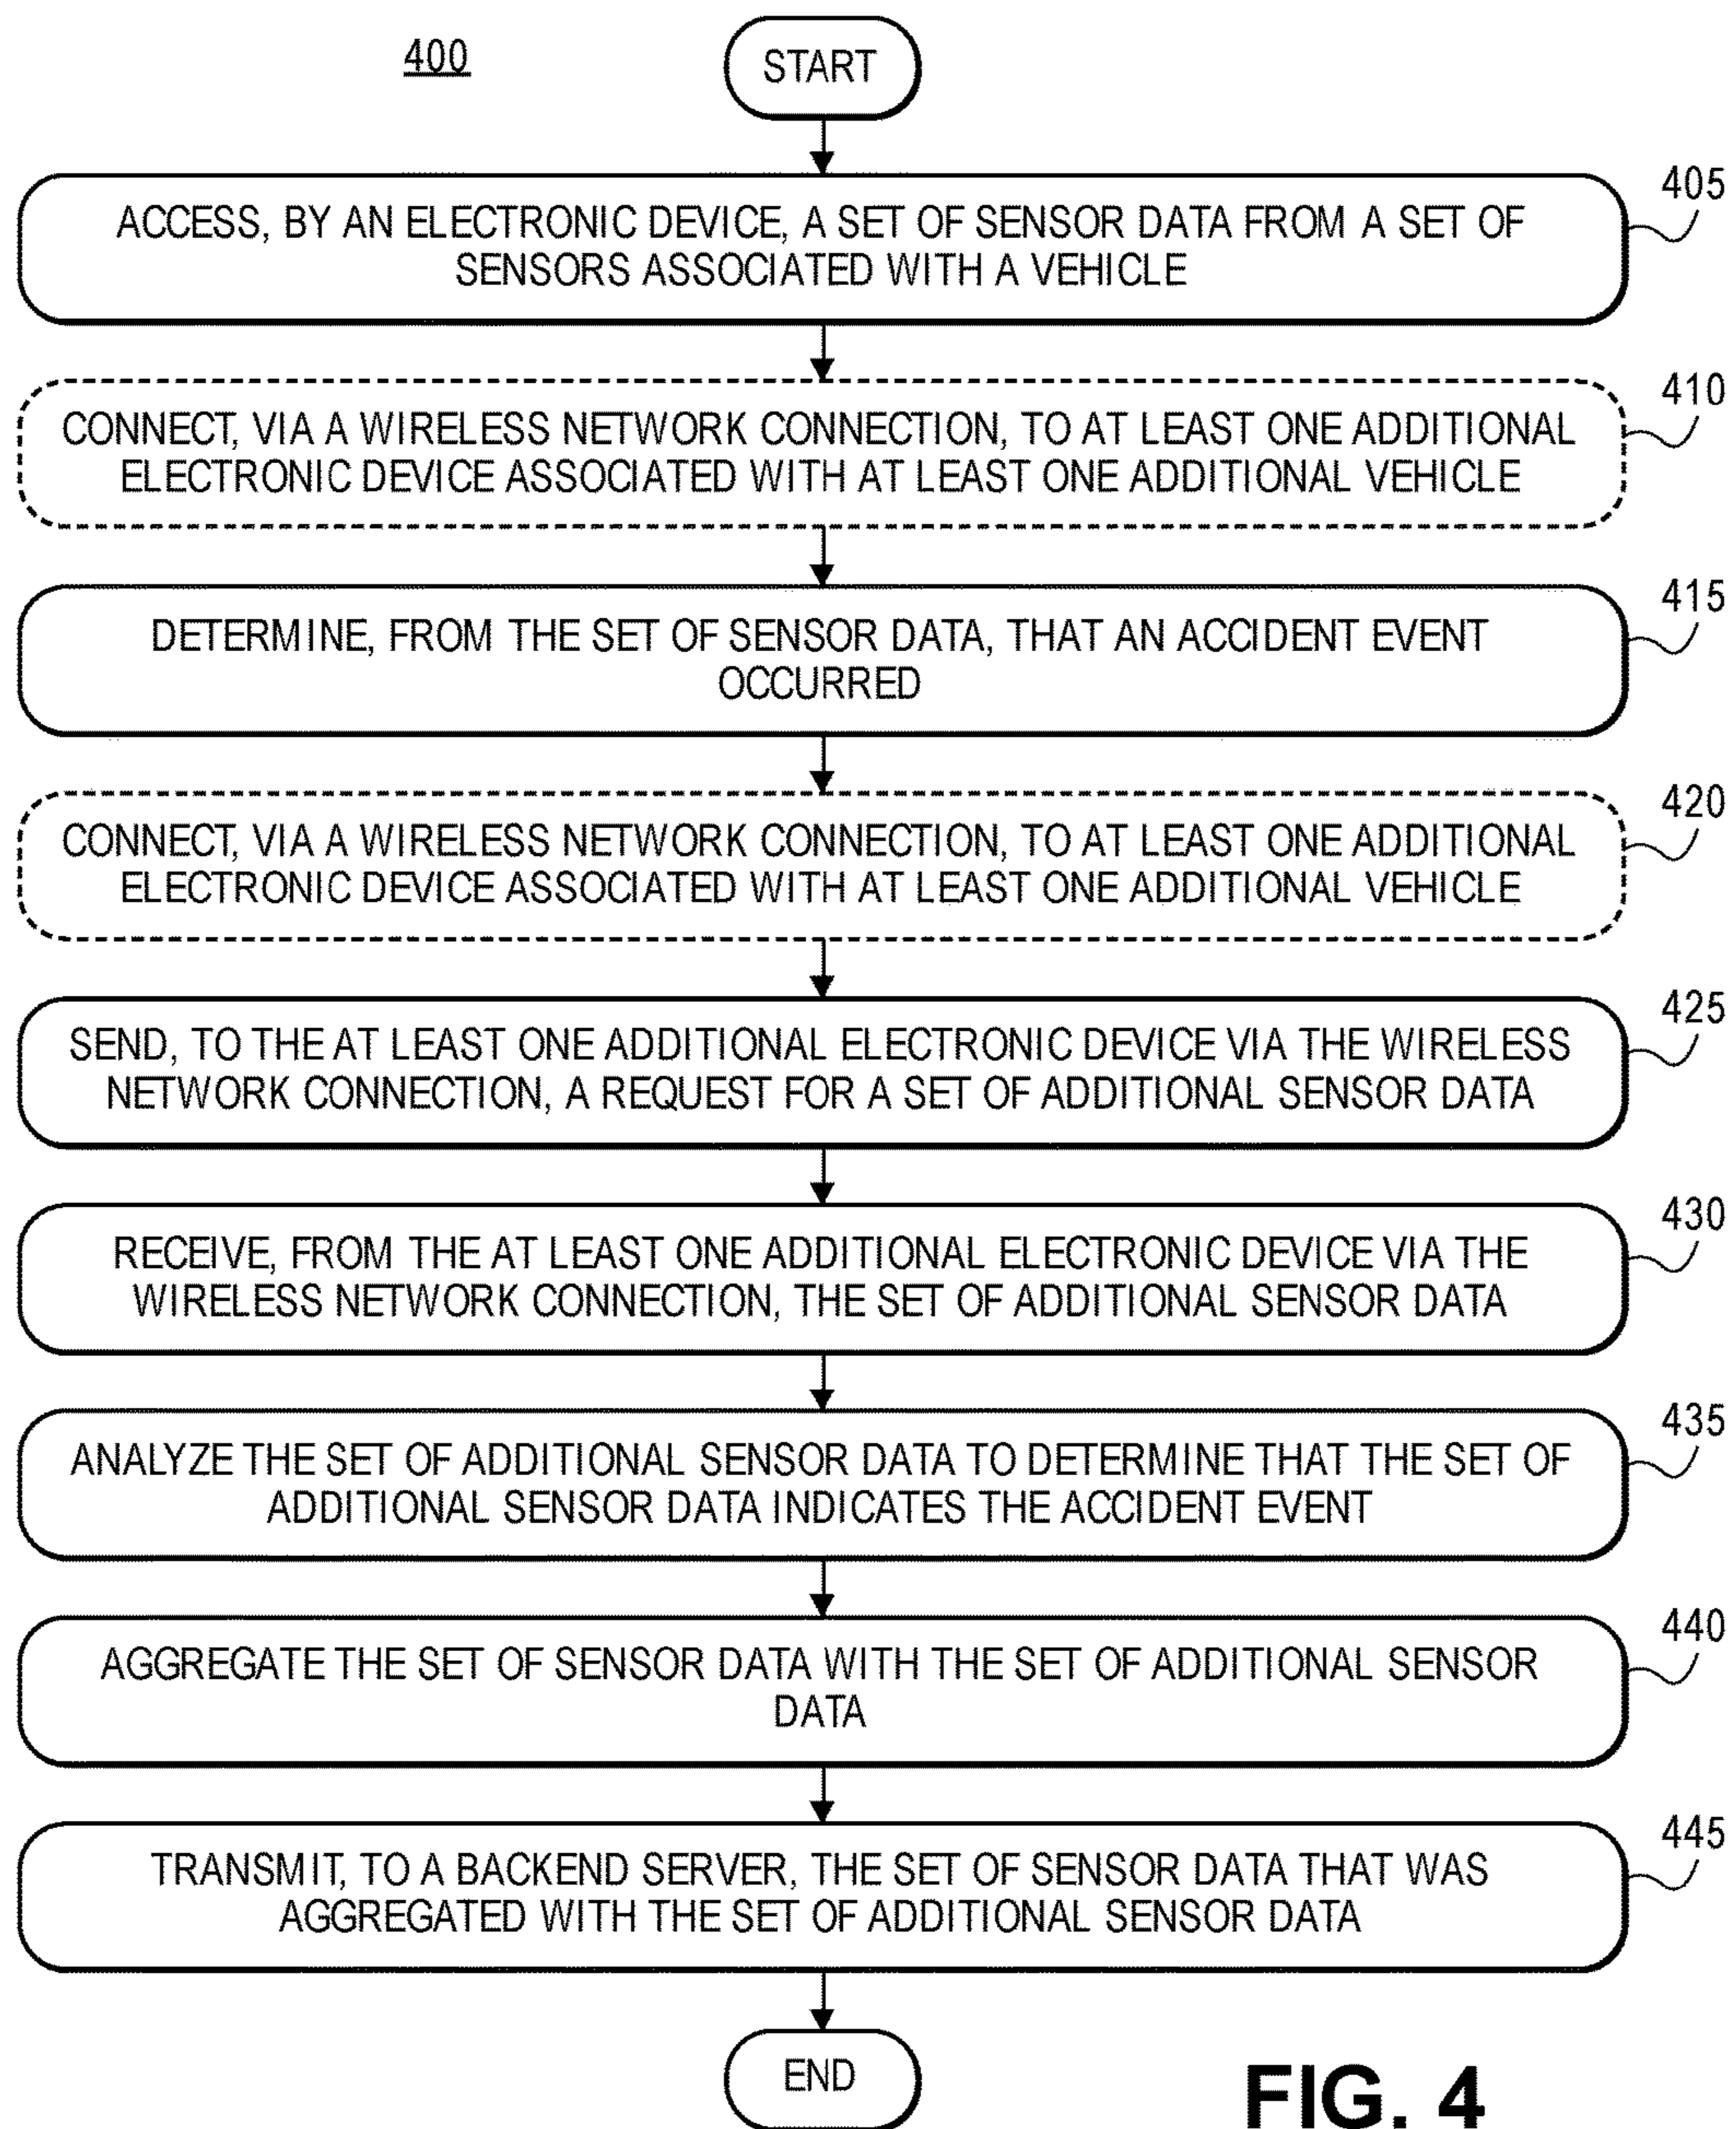 400
START
405
ACCESS, BY AN ELECTRONIC DEVICE, A SET OF SENSOR DATA FROM A SET OF
SENSORS ASSOCIATED WITH A VEHICLE
410
CONNECT, VIA A WIRELESS NETWORK CONNECTION, TO AT LEAST ONE ADDITIONAL
ELECTRONIC DEVICE ASSOCIATED WITH AT LEAST ONE ADDITIONAL VEHICLE
415
DETERMINE, FROM THE SET OF SENSOR DATA, THAT AN ACCIDENT EVENT
OCCURRED
420
CONNECT, VIA A WIRELESS NETWORK CONNECTION, TO AT LEAST ONE ADDITIONAL
ELECTRONIC DEVICE ASSOCIATED WITH AT LEAST ONE ADDITIONAL VEHICLE
425
SEND, TO THE AT LEAST ONE ADDITIONAL ELECTRONIC DEVICE VIA THE WIRELESS
NETWORK CONNECTION, A REQUEST FOR A SET OF ADDITIONAL SENSOR DATA
430
RECEIVE, FROM THE AT LEAST ONE ADDITIONAL ELECTRONIC DEVICE VIA THE
WIRELESS NETWORK CONNECTION, THE SET OF ADDITIONAL SENSOR DATA
435
ANALYZE THE SET OF ADDITIONAL SENSOR DATA TO DETERMINE THAT THE SET OF
ADDITIONAL SENSOR DATA INDICATES THE ACCIDENT EVENT
440
AGGREGATE THE SET OF SENSOR DATA WITH THE SET OF ADDITIONAL SENSOR
DATA
445
TRANSMIT, TO A BACKEND SERVER, THE SET OF SENSOR DATA THAT WAS
AGGREGATED WITH THE SET OF ADDITIONAL SENSOR DATA
END
FIG. 4